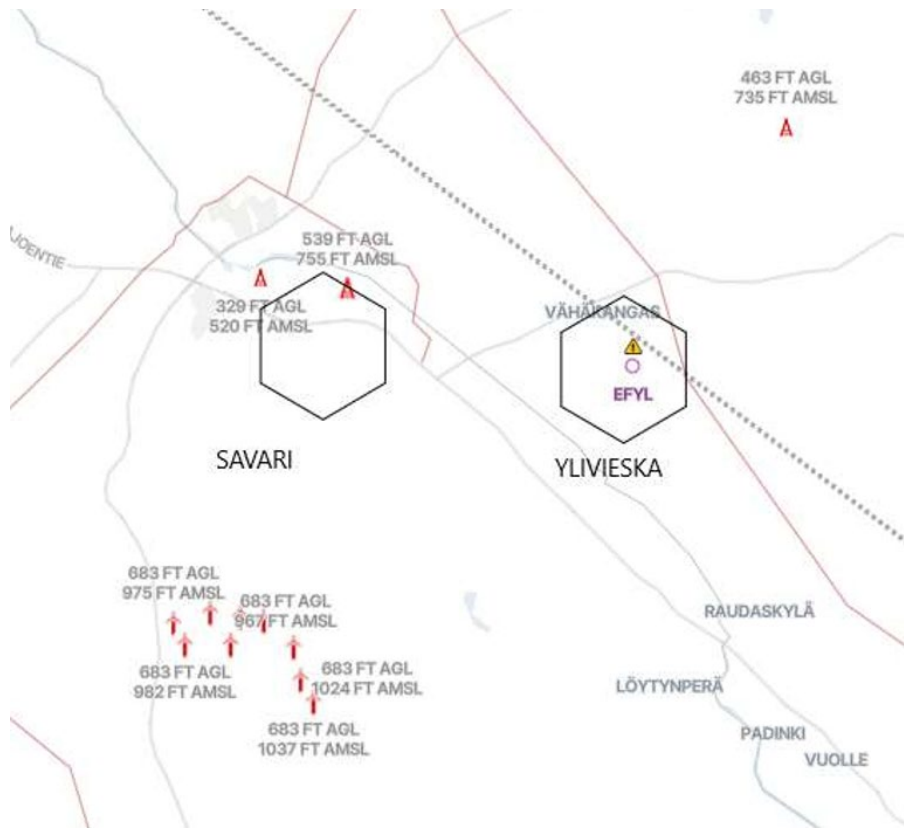 463 FT AGL
735 FT AMSL
JOENTIE
539 FT AGL
755 FT AMSL
329 FT AGL
520 FT AMSL
VÄHÄKANGAS
EFYL
SAVARI
YLIVIESKA
683 FT AGL
975 FT AMSL
683 FT AGL
967 FT AMSL
683 FT AGL
982 FT AMSL
683 FT AGL
1024 FT AMSL
683 FT AGL
1037 FT AMSL
RAUDASKYLÄ
LÖYTYNPERÄ
PADINKI
VUOLLE